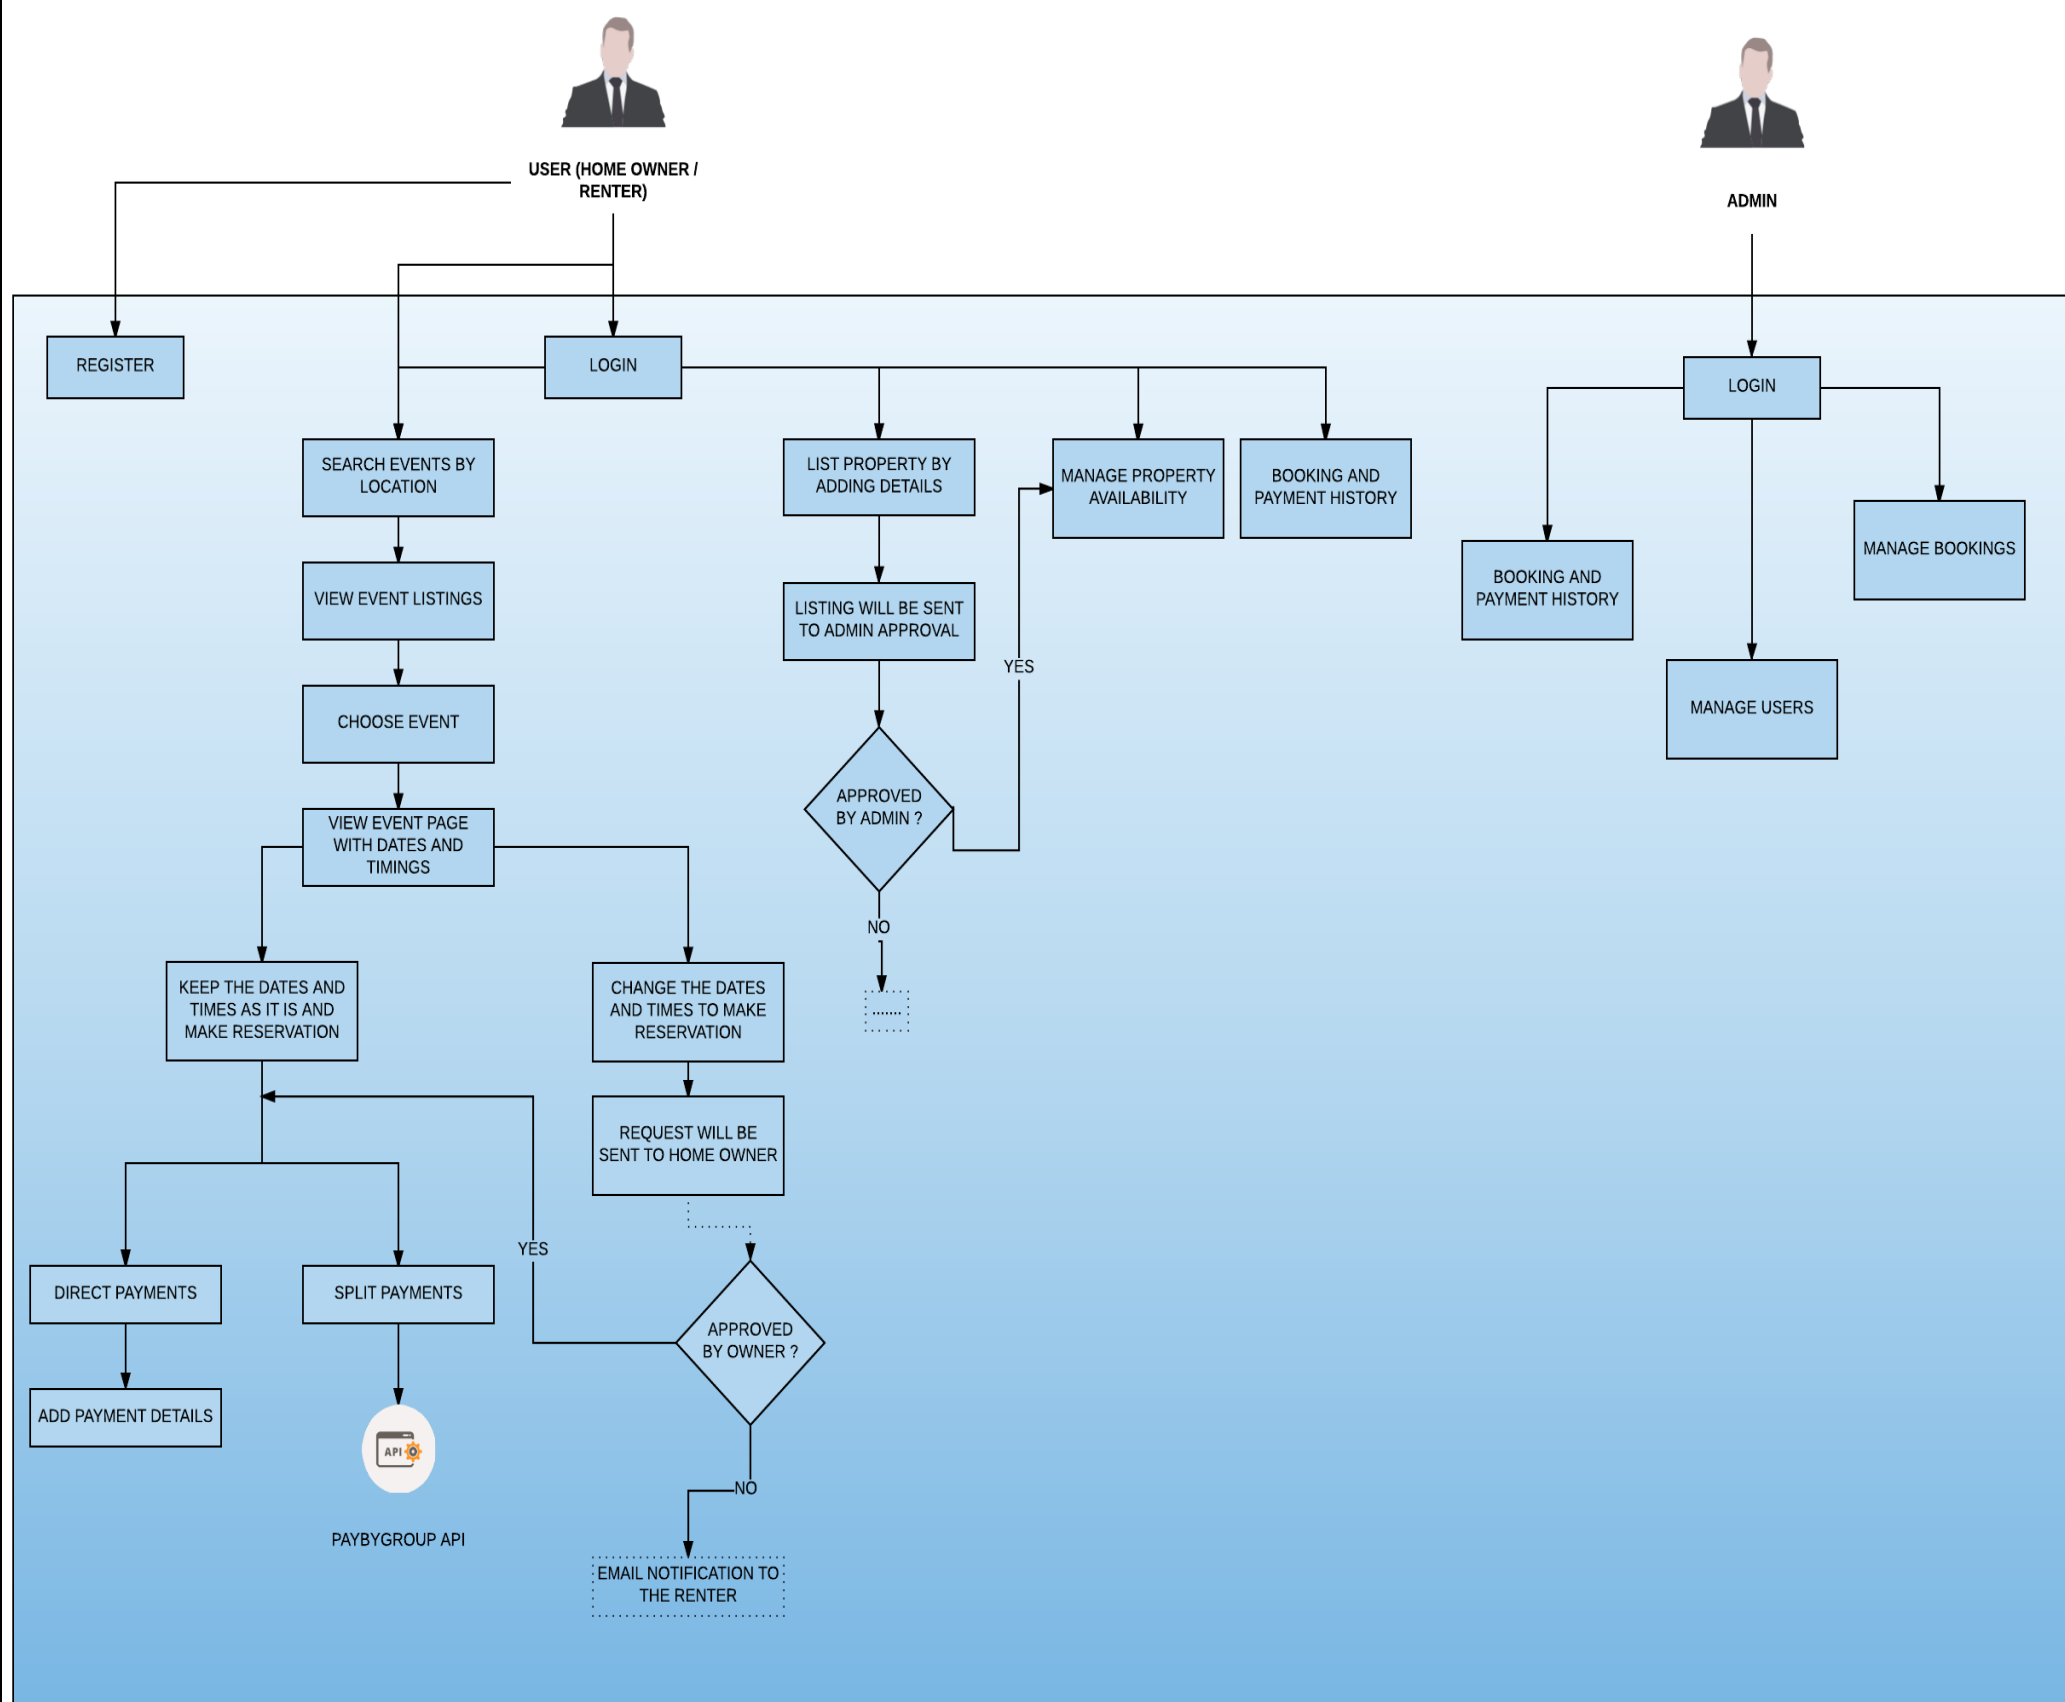 USER (HOME OWNER /
RENTER)
ADMIN
REGISTER
LOGIN
LOGIN
SEARCH EVENTS BY
LOCATION
LIST PROPERTY BY
ADDING DETAILS
MANAGE PROPERTY
AVAILABILITY
BOOKING AND
PAYMENT HISTORY
MANAGE BOOKINGS
BOOKING AND
PAYMENT HISTORY
VIEW EVENT LISTINGS
LISTING WILL BE SENT
TO ADMIN APPROVAL
YES
MANAGE USERS
CHOOSE EVENT
APPROVED
BY ADMIN ?
VIEW EVENT PAGE
WITH DATES AND
TIMINGS
NO
.......
KEEP THE DATES AND
TIMES AS IT IS AND
MAKE RESERVATION
CHANGE THE DATES
AND TIMES TO MAKE
RESERVATION
REQUEST WILL BE
SENT TO HOME OWNER
YES
DIRECT PAYMENTS
SPLIT PAYMENTS
APPROVED
BY OWNER ?
ADD PAYMENT DETAILS
API
NO
PAYBYGROUP API
EMAIL NOTIFICATION TO
THE RENTER